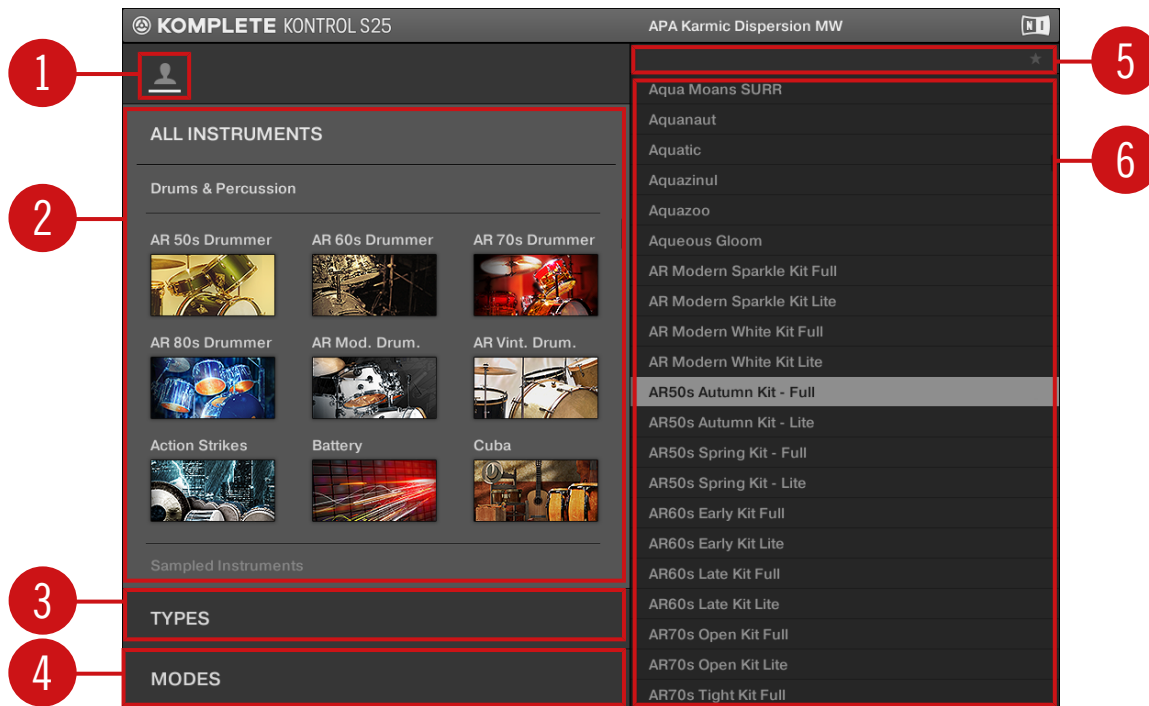 KOMPLETE KONTROL S25
APA Karmic Dispersion MW
NI
1
2
3
4
ALL INSTRUMENTS
Drums & Percussion
AR 50s Drummer AR 60s Drummer AR 70s Drummer
AR 80s Drummer AR Mod. Drum. AR Vint. Drum.
Action Strikes Battery Cuba
Sampled Instruments
TYPES
MODES
5
6
Aqua Moans SURR
Aquanaut
Aquatic
Aquazinul
Aquazoo
Aqueous Gloom
AR Modern Sparkle Kit Full
AR Modern Sparkle Kit Lite
AR Modern White Kit Full
AR Modern White Kit Lite
AR50s Autumn Kit - Full
AR50s Autumn Kit - Lite
AR50s Spring Kit - Full
AR50s Spring Kit - Lite
AR60s Early Kit Full
AR60s Early Kit Lite
AR60s Late Kit Full
AR60s Late Kit Lite
AR70s Open Kit Full
AR70s Open Kit Lite
AR70s Tight Kit Full